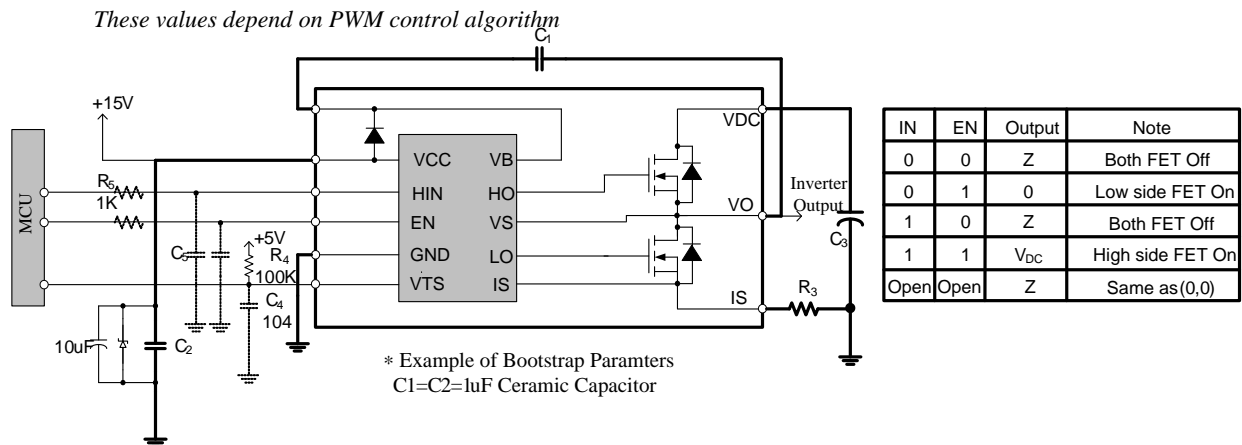 These values depend on PWM control algorithm
C1
+15V
MCU
R5
1K
C5
+5V
R4
100K
C4
104
10uF
C2
VCC
HIN
EN
GND
VTS
VB
HO
VS
LO
IS
VDC
VO
IS
Inverter
Output
C3
R3
* Example of Bootstrap Paramters
C1=C2=1uF Ceramic Capacitor
IN EN Output Note
0 0 Z Both FET Off
0 1 0 Low side FET On
1 0 Z Both FET Off
1 1 VDC High side FET On
Open Open Z Same as(0,0)